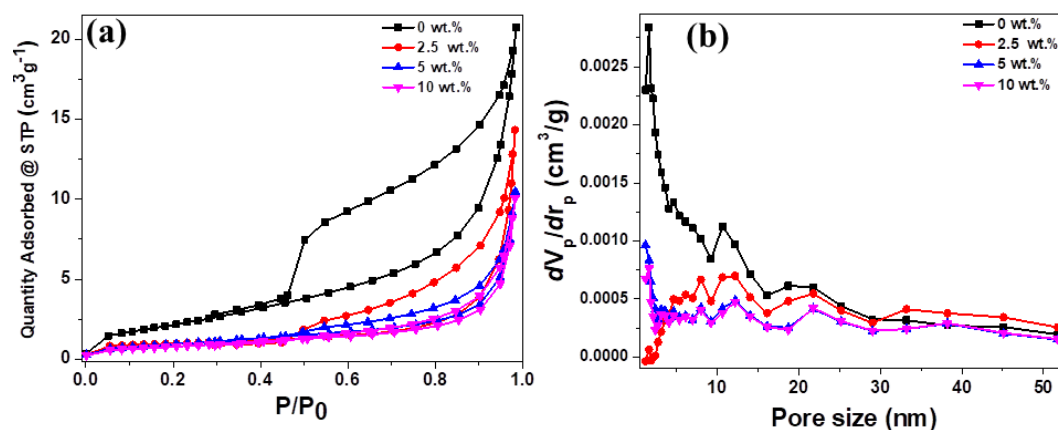 (a)
0 wt.%
2.5 wt.%
5 wt.%
10 wt.%
Quantity Adsorbed @ STP (cm³g⁻¹)
20
15
10
5
0
0.0 0.2 0.4 0.6 0.8 1.0
P/P₀
(b)
0 wt.%
2.5 wt.%
5 wt.%
10 wt.%
dVₚ/drₚ (cm³/g)
0.0025
0.0020
0.0015
0.0010
0.0005
0.0000
10 20 30 40 50
Pore size (nm)